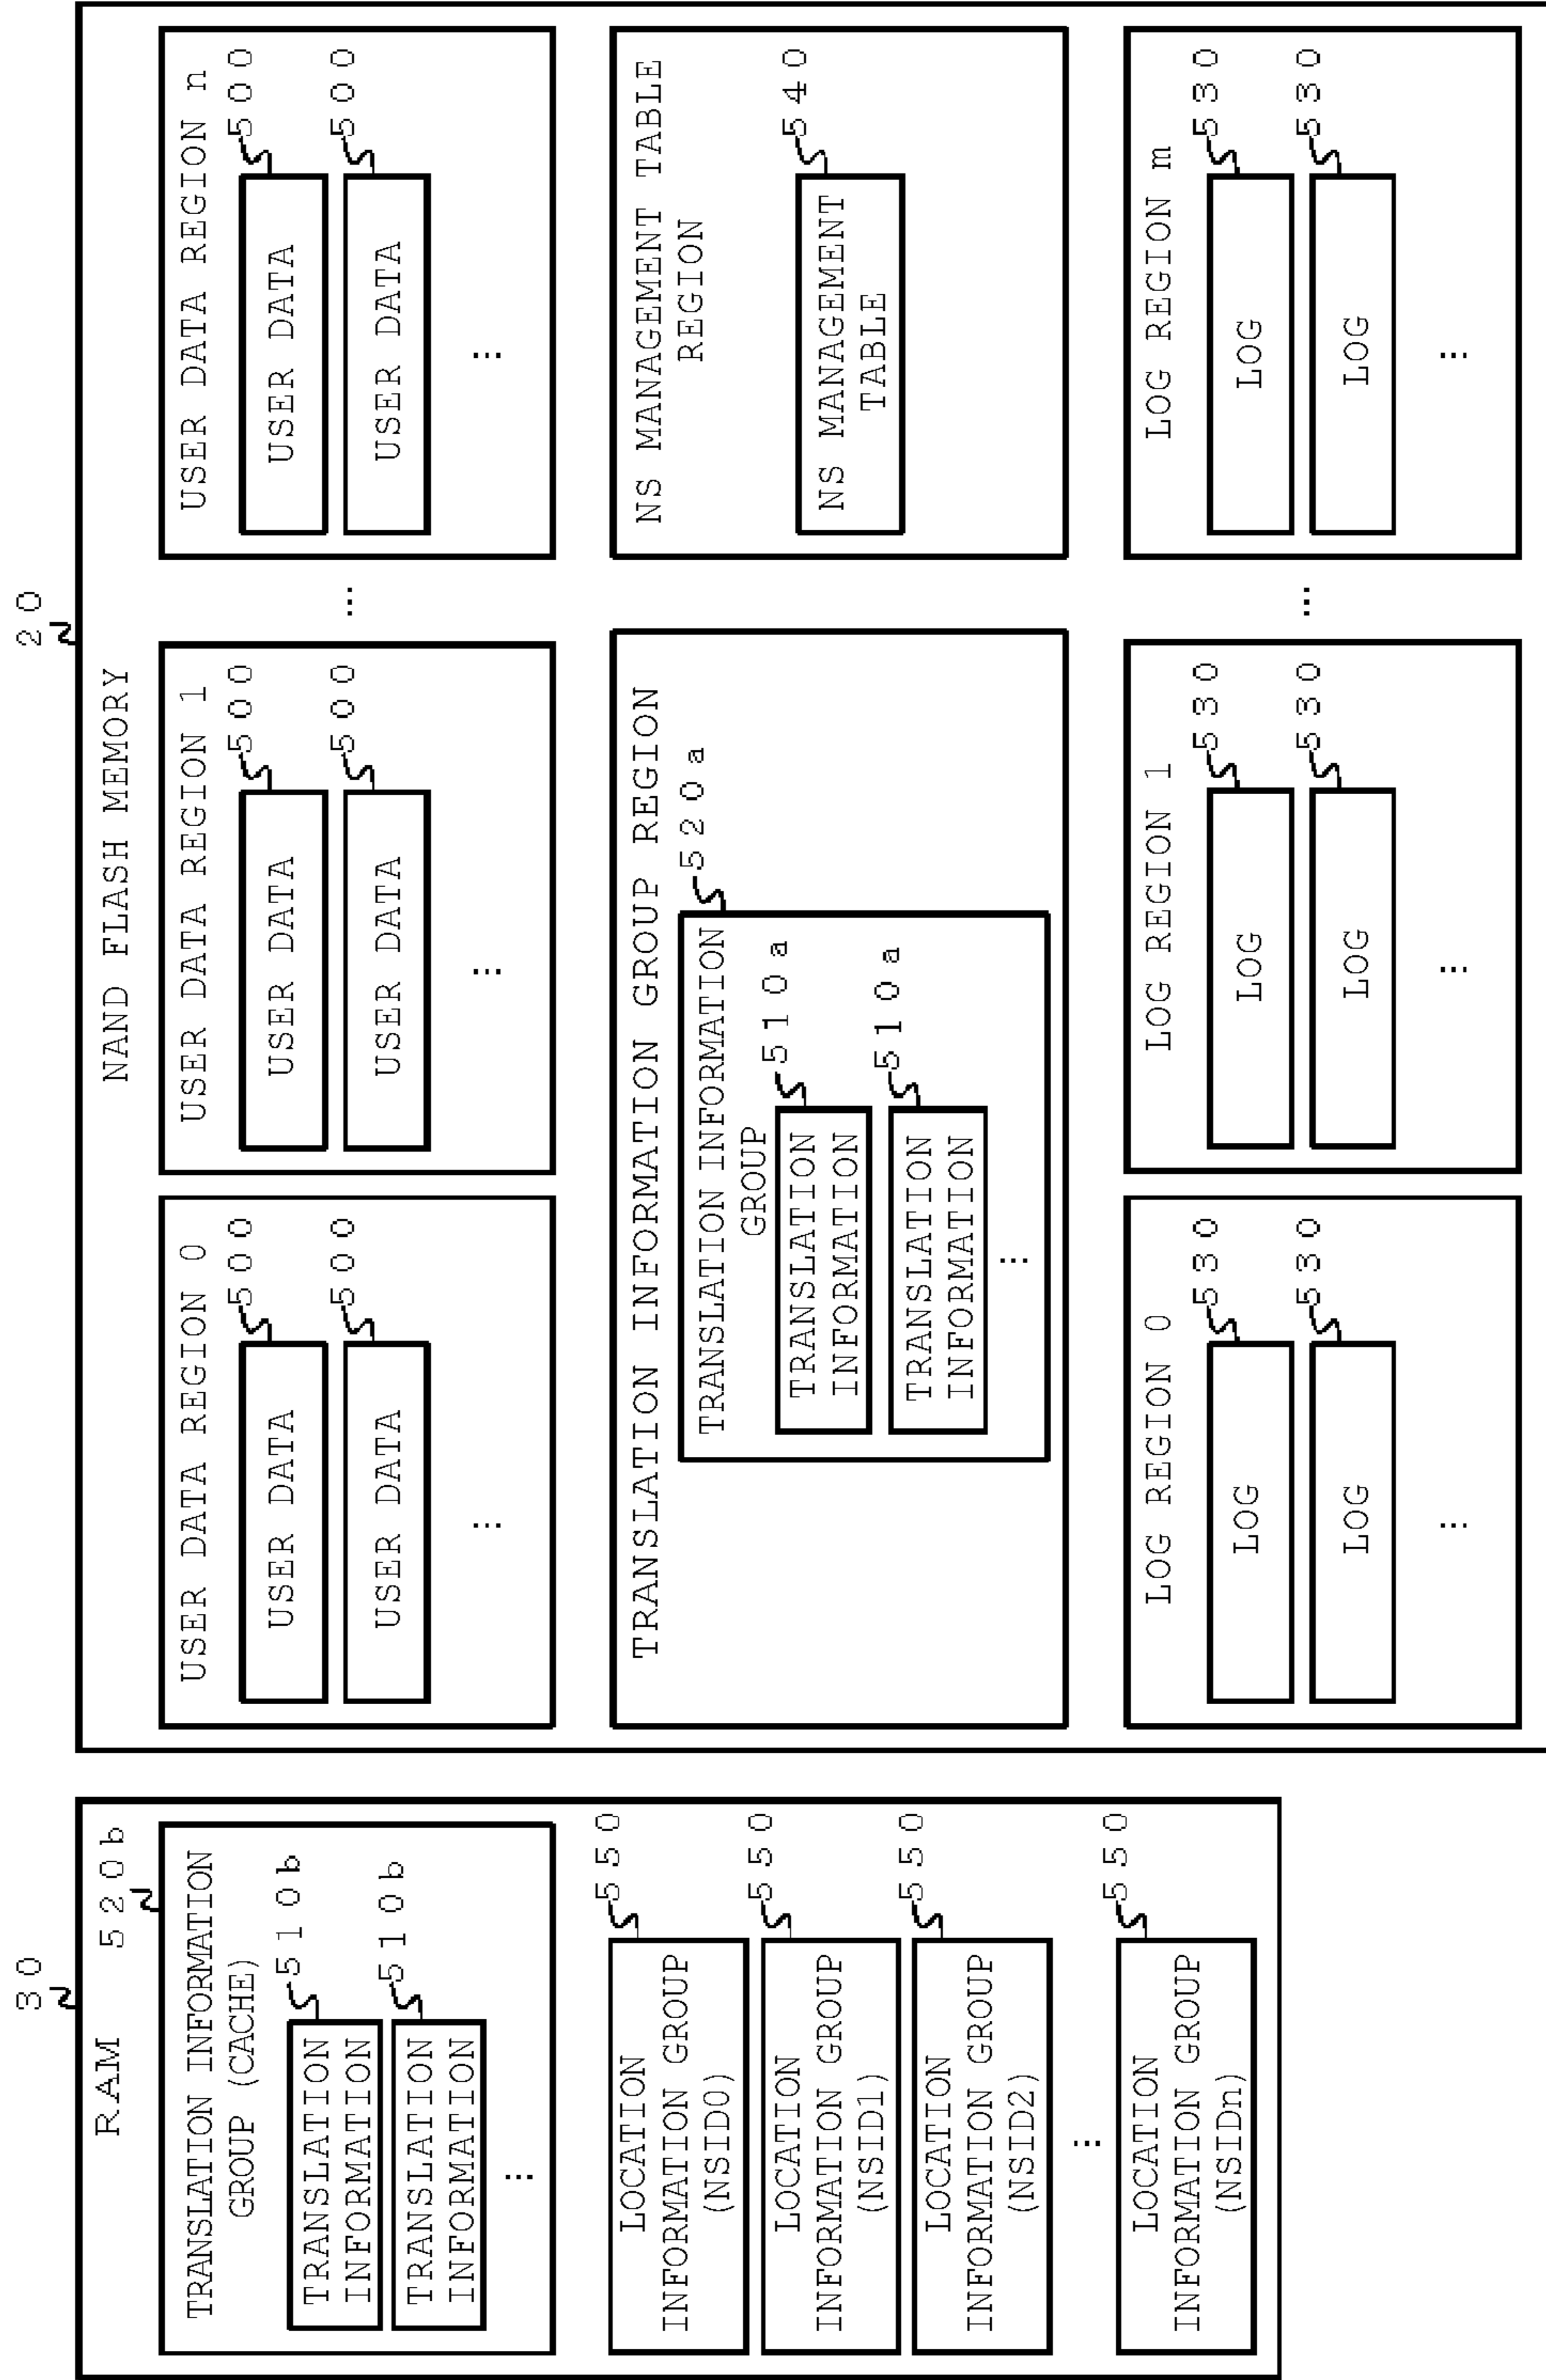 30
RAM
520b
TRANSLATION INFORMATION
GROUP (CACHE)
510b
TRANSLATION
INFORMATION
510b
TRANSLATION
INFORMATION
...
550
LOCATION
INFORMATION GROUP
(NSID0)
550
LOCATION
INFORMATION GROUP
(NSID1)
550
LOCATION
INFORMATION GROUP
(NSID2)
...
550
LOCATION
INFORMATION GROUP
(NSIDn)
20
NAND FLASH MEMORY
USER DATA REGION 0
500
USER DATA
500
USER DATA
...
USER DATA REGION 1
500
USER DATA
500
USER DATA
...
...
USER DATA REGION n
500
USER DATA
500
USER DATA
...
TRANSLATION INFORMATION GROUP REGION
520a
TRANSLATION INFORMATION
GROUP
510a
TRANSLATION
INFORMATION
510a
TRANSLATION
INFORMATION
...
NS MANAGEMENT TABLE
REGION
540
NS MANAGEMENT
TABLE
LOG REGION 0
530
LOG
530
LOG
...
LOG REGION 1
530
LOG
530
LOG
...
...
LOG REGION m
530
LOG
530
LOG
...